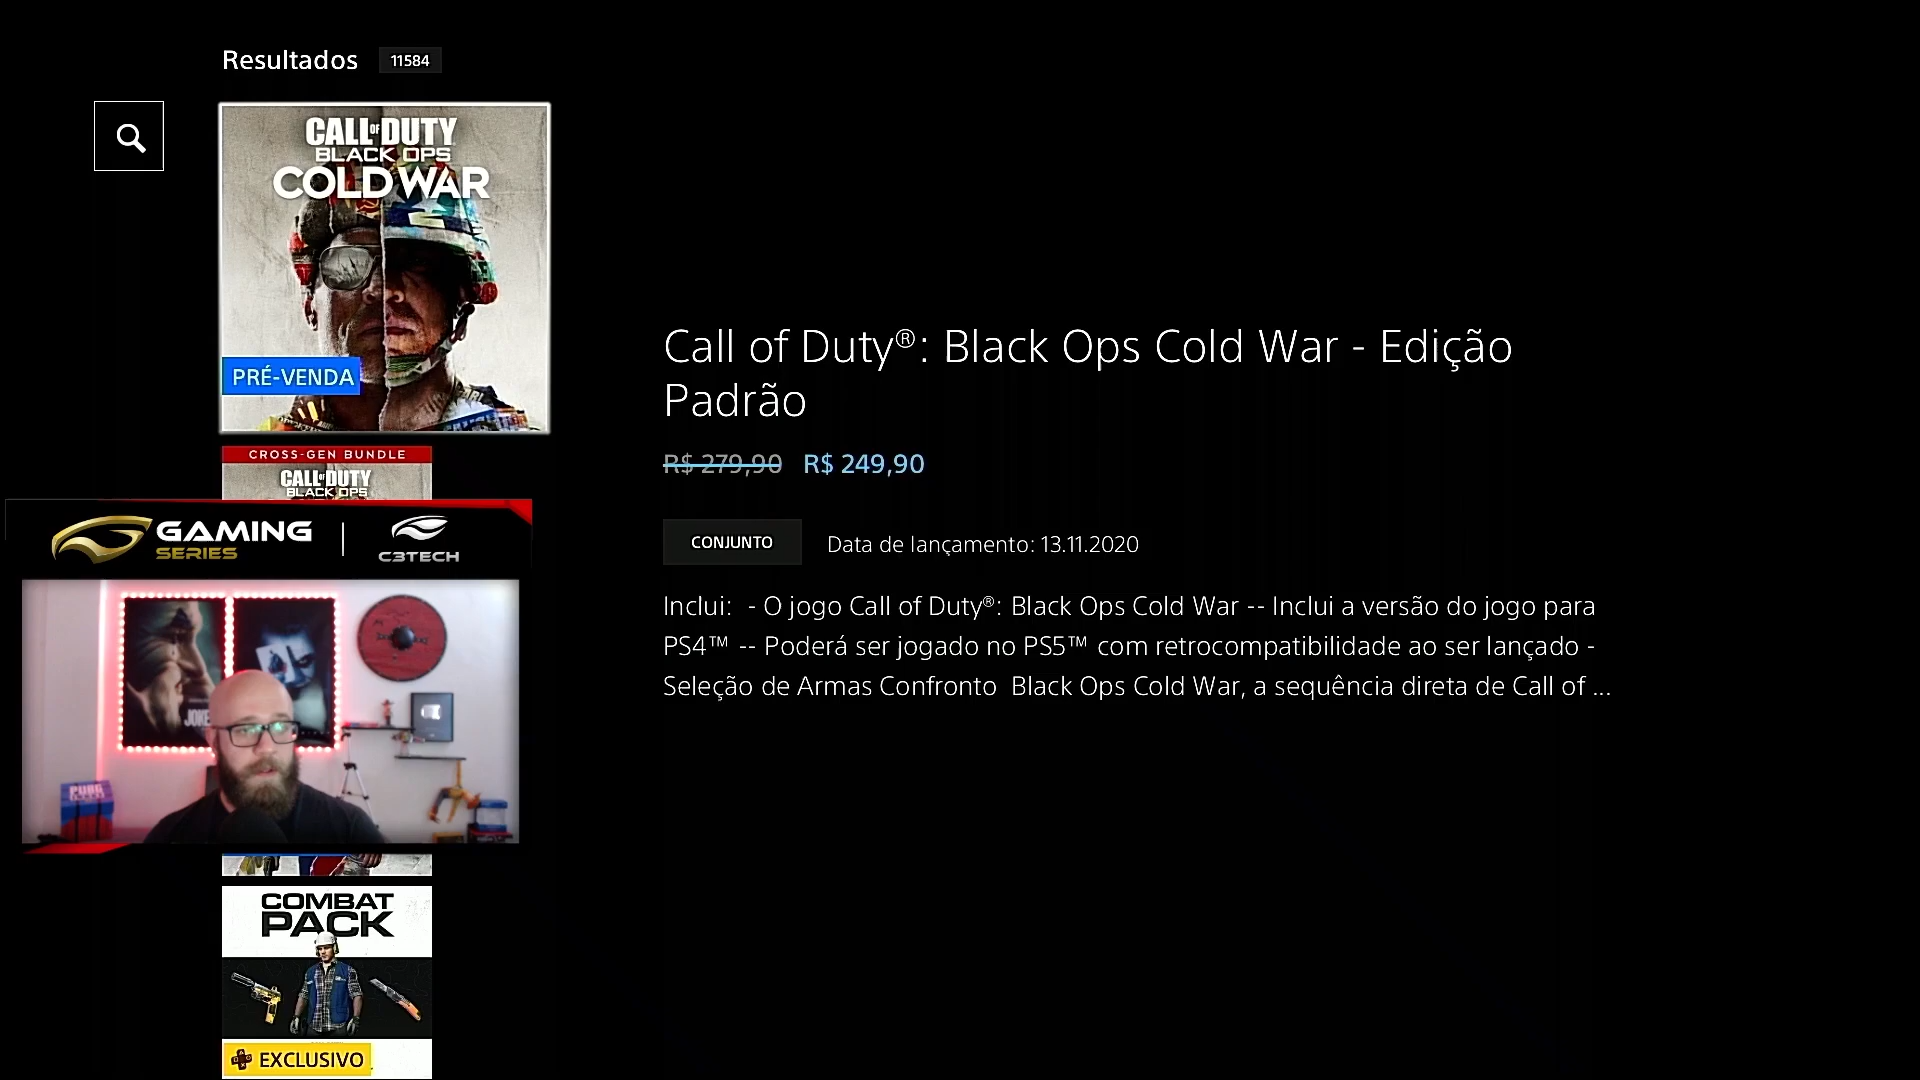 Resultados 11584
CALL OF DUTY
BLACK OPS
COLD WAR
PRÉ-VENDA
Call of Duty®: Black Ops Cold War - Edição
Padrão
R$ 279,90 R$ 249,90
CONJUNTO Data de lançamento: 13.11.2020
Inclui:  - O jogo Call of Duty®: Black Ops Cold War -- Inclui a versão do jogo para
PS4™ -- Poderá ser jogado no PS5™ com retrocompatibilidade ao ser lançado -
Seleção de Armas Confronto  Black Ops Cold War, a sequência direta de Call of ...
CROSS-GEN BUNDLE
CALL OF DUTY
BLACK OPS
GAMING
SERIES
C3TECH
JOKE
PUBG
COMBAT
PACK
EXCLUSIVO